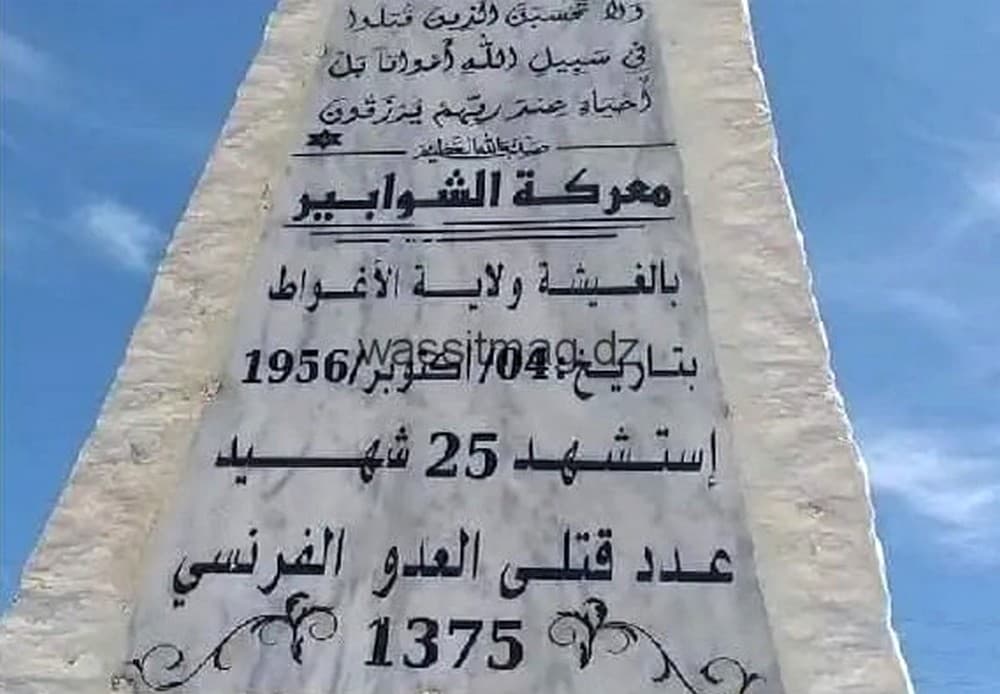 ولا تحسبن الذين قتلوا
في سبيل الله أمواتا بل
أحياء عند ربهم يرزقون
صدق الله العظيم
معركة الشوابير
بالغيشة ولاية الأغواط
بتاريخ:04/اكتوبر/1956
wassitmag.dz
إستشهد 25 شهيد
عدد قتلى العدو الفرنسي
1375